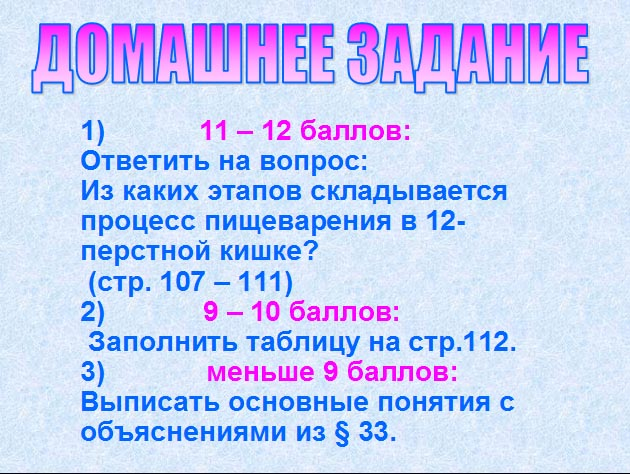 ДОМАШНЕЕ ЗАДАНИЕ
1) 11 – 12 баллов:
Ответить на вопрос:
Из каких этапов складывается
процесс пищеварения в 12-
перстной кишке?
(стр. 107 – 111)
2) 9 – 10 баллов:
Заполнить таблицу на стр.112.
3) меньше 9 баллов:
Выписать основные понятия с
объяснениями из § 33.